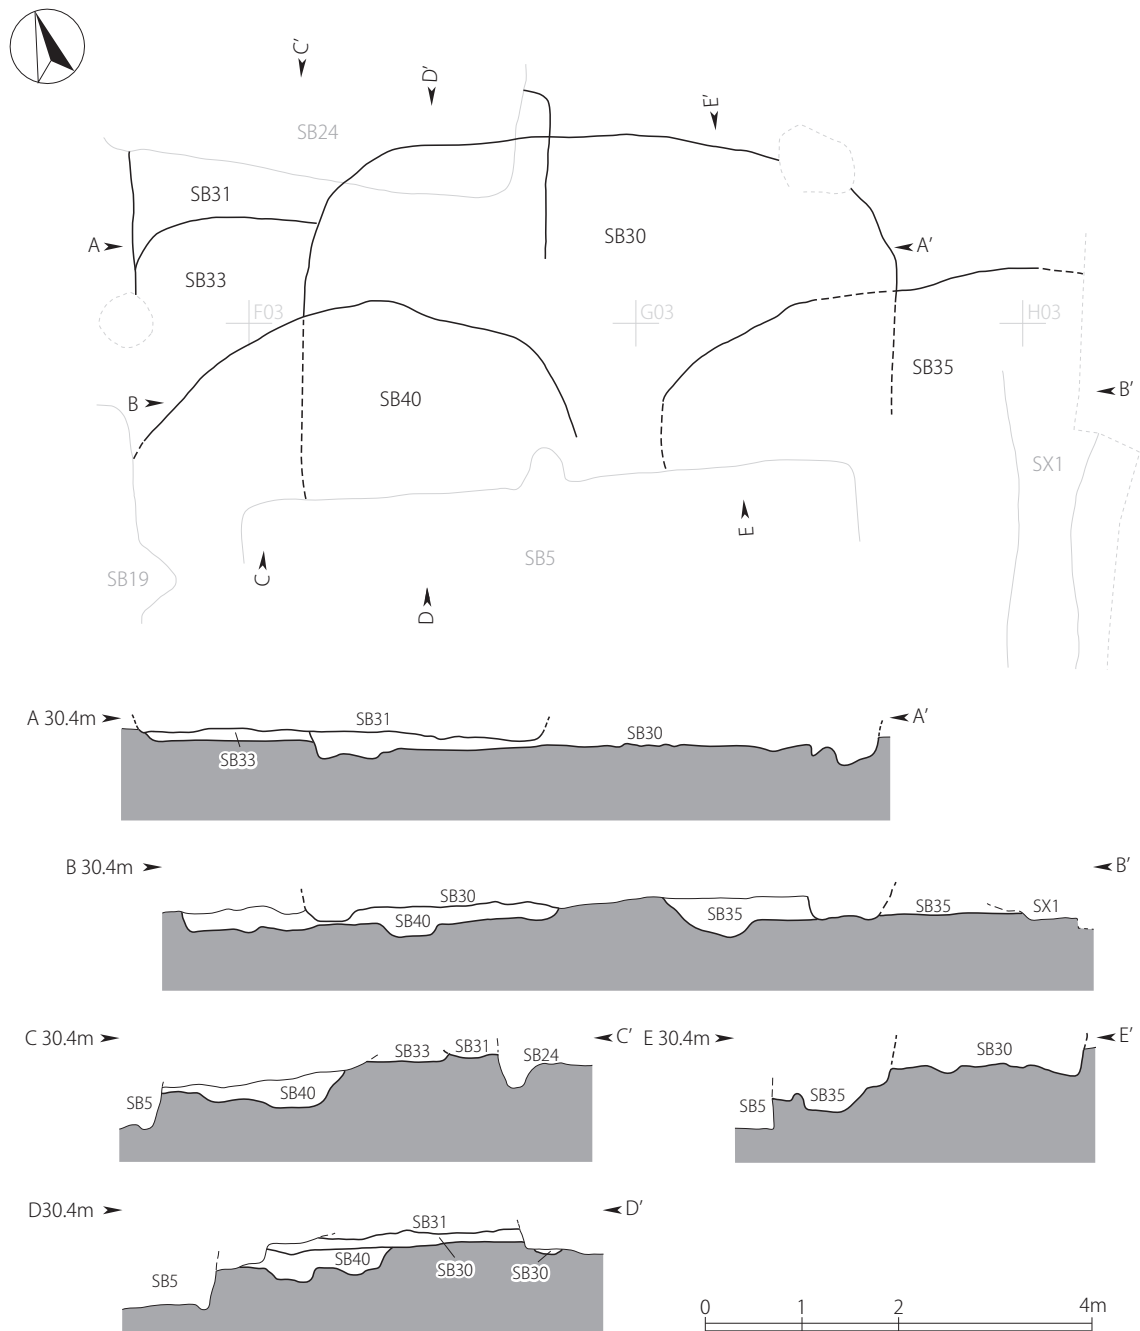 C′
D′
E′
SB24
SB31
SB30
A
A′
SB33
F03
G03
H03
SB35
B
SB40
B′
SX1
E
SB5
SB19
C
D
A 30.4m
SB31
A′
SB30
SB33
B 30.4m
B′
SB30
SB40
SB35
SB35
SX1
C 30.4m
SB33
SB31
SB24
C′
SB40
SB5
E 30.4m
E′
SB30
SB35
SB5
D30.4m
D′
SB31
SB40
SB30
SB30
SB5
0
1
2
4m